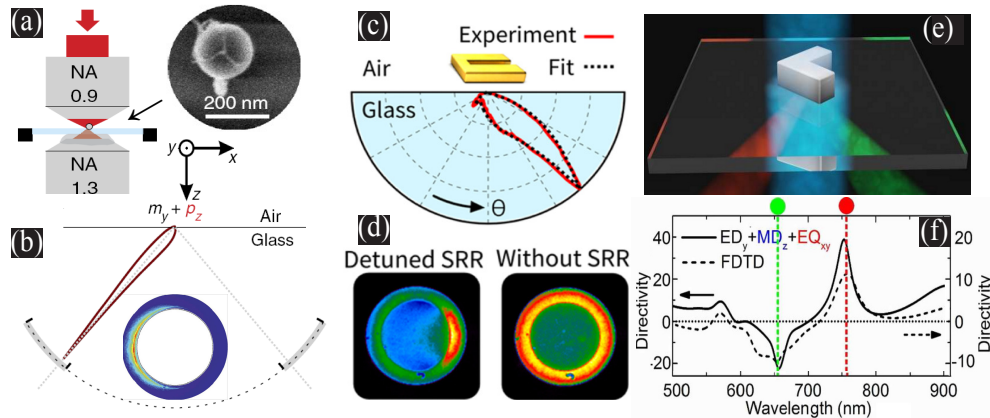 (a)
NA
0.9
200 nm
NA
1.3
y
x
z
(b)
m_y + p_z
Air
Glass
(c)
Experiment
Fit
Air
Glass
Θ
(d)
Detuned SRR
Without SRR
(e)
(f)
ED_y+MD_z+EQ_xy
FDTD
Directivity
40
20
0
-20
20
10
0
-10
Directivity
500 600 700 800 900
Wavelength (nm)